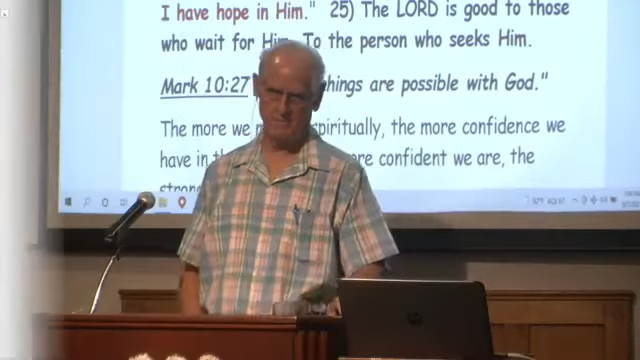 I have hope in Him." 25) The LORD is good to those
who wait for Him, To the person who seeks Him.
Mark 10:27 things are possible with God."
The more we spiritually, the more confidence we
have in confident we are, the
hp